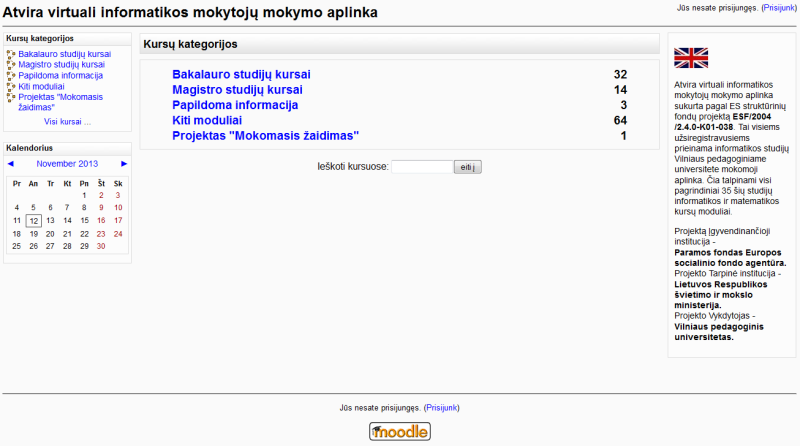 Atvira virtuali informatikos mokytojų mokymo aplinka
Jūs nesate prisijungęs. (Prisijunk)
Kursų kategorijos
Bakalauro studijų kursai
Magistro studijų kursai
Papildoma informacija
Kiti moduliai
Projektas "Mokomasis
žaidimas"
Visi kursai ...
Kalendorius
◄ November 2013 ►
Pr An Tr Kt Pn Št Sk
1 2 3
4 5 6 7 8 9 10
11 12 13 14 15 16 17
18 19 20 21 22 23 24
25 26 27 28 29 30
Kursų kategorijos
Bakalauro studijų kursai 32
Magistro studijų kursai 14
Papildoma informacija 3
Kiti moduliai 64
Projektas "Mokomasis žaidimas" 1
Ieškoti kursuose: eiti į
Atvira virtuali informatikos
mokytojų mokymo aplinka
sukurta pagal ES struktūrinių
fondų projektą ESF/2004
/2.4.0-K01-038. Tai visiems
užsiregistravusiems
prieinama informatikos studijų
Vilniaus pedagoginiame
universitete mokomoji
aplinka. Čia talpinami visi
pagrindiniai 35 šių studijų
informatikos ir matematikos
kursų moduliai.
Projektą įgyvendinančioji
institucija -
Paramos fondas Europos
socialinio fondo agentūra.
Projekto Tarpinė institucija -
Lietuvos Respublikos
švietimo ir mokslo
ministerija.
Projekto Vykdytojas -
Vilniaus pedagoginis
universitetas.
Jūs nesate prisijungęs. (Prisijunk)
moodle